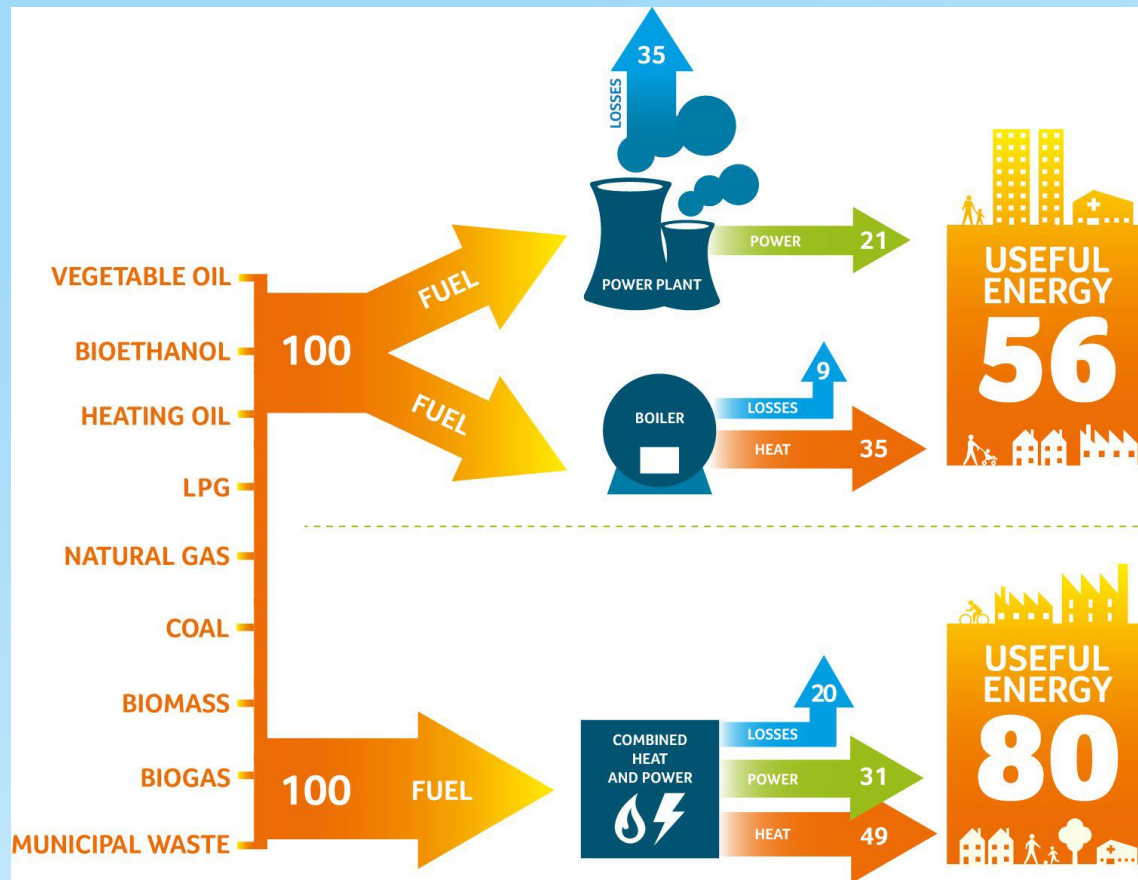 VEGETABLE OIL
BIOETHANOL
HEATING OIL
LPG
NATURAL GAS
COAL
BIOMASS
BIOGAS
MUNICIPAL WASTE
100
FUEL
FUEL
35
LOSSES
POWER PLANT
POWER 21
BOILER
9
LOSSES
HEAT 35
USEFUL
ENERGY
56
100 FUEL
COMBINED
HEAT
AND POWER
20
LOSSES
POWER 31
HEAT 49
USEFUL
ENERGY
80